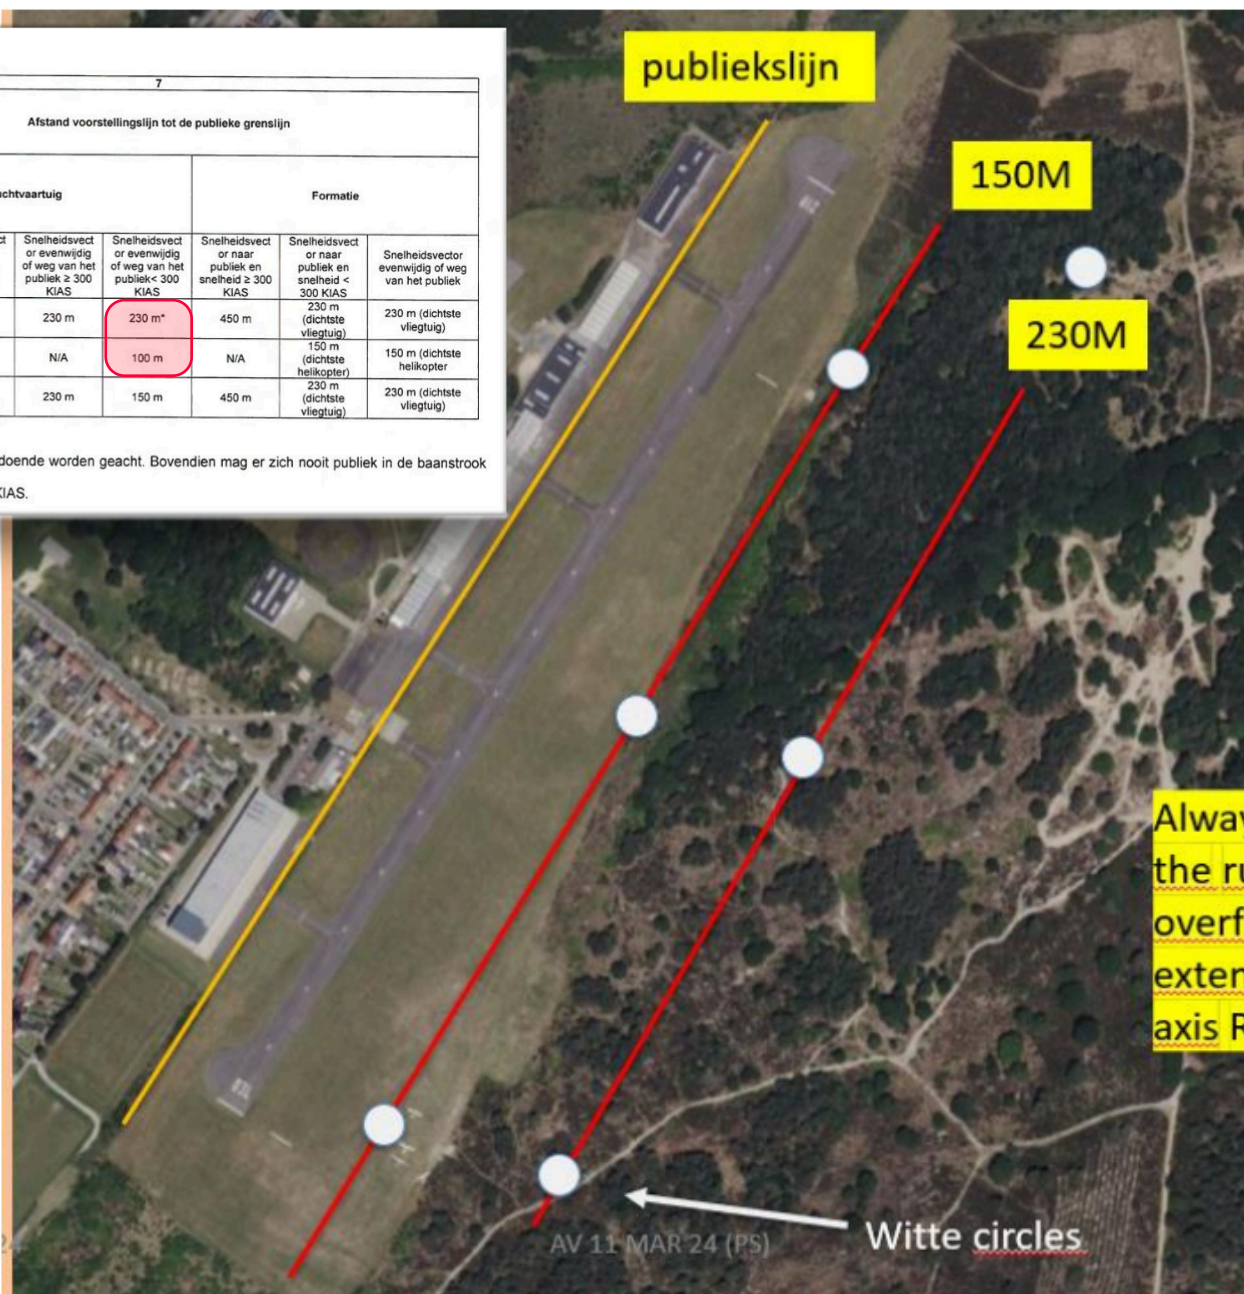 7
Afstand voorstellingslijn tot de publieke grenslijn
Formatie
Snelheidsvect
or evenwijdig
of weg van het
publiek ≥ 300
KIAS
Snelheidsvect
or evenwijdig
of weg van het
publiek< 300
KIAS
Snelheidsvect
or naar
publiek en
snelheid ≥ 300
KIAS
Snelheidsvect
or naar
publiek en
snelheid <
300 KIAS
Snelheidsvector
evenwijdig of weg
van het publiek
230 m
230 m*
450 m
230 m
(dichtste
vliegtuig)
230 m (dichtste
vliegtuig)
N/A
100 m
N/A
150 m
(dichtste
helikopter)
150 m (dichtste
helikopter
230 m
150 m
450 m
230 m
(dichtste
vliegtuig)
230 m (dichtste
vliegtuig)
doende worden geacht. Bovendien mag er zich nooit publiek in de baanstrook
KIAS.
publiekslijn
150M
230M
the
axis R
Witte circles
AV 11 MAR 24 (PS)